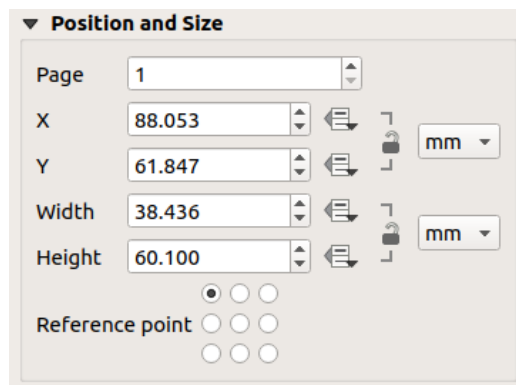 Position and Size
Page 1
X 88.053
mm
Y 61.847
Width 38.436
mm
Height 60.100
Reference point